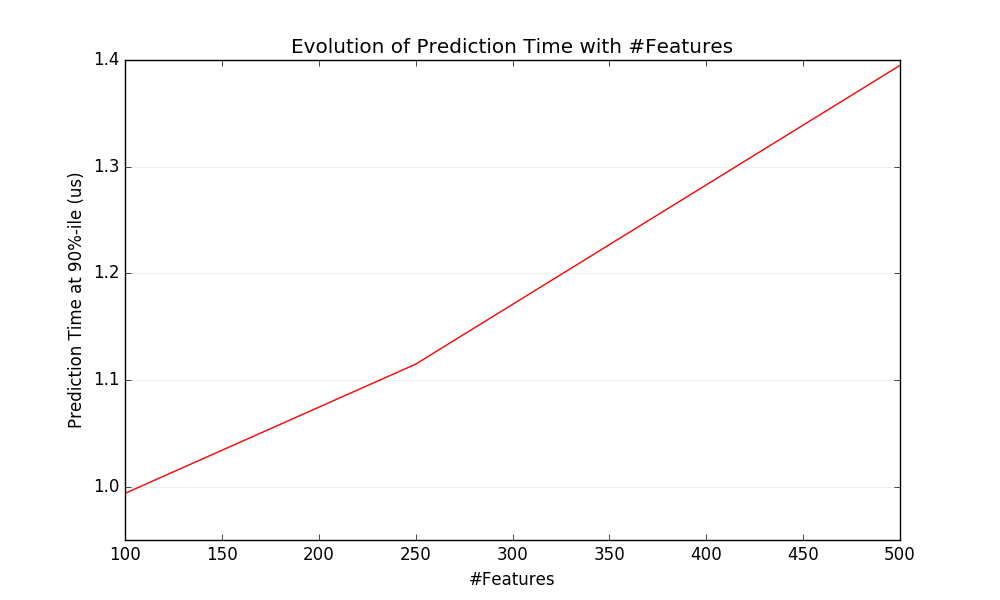 Evolution of Prediction Time with #Features
1.4
1.3
1.2
1.1
1.0
Prediction Time at 90%-ile (us)
100 150 200 250 300 350 400 450 500
#Features